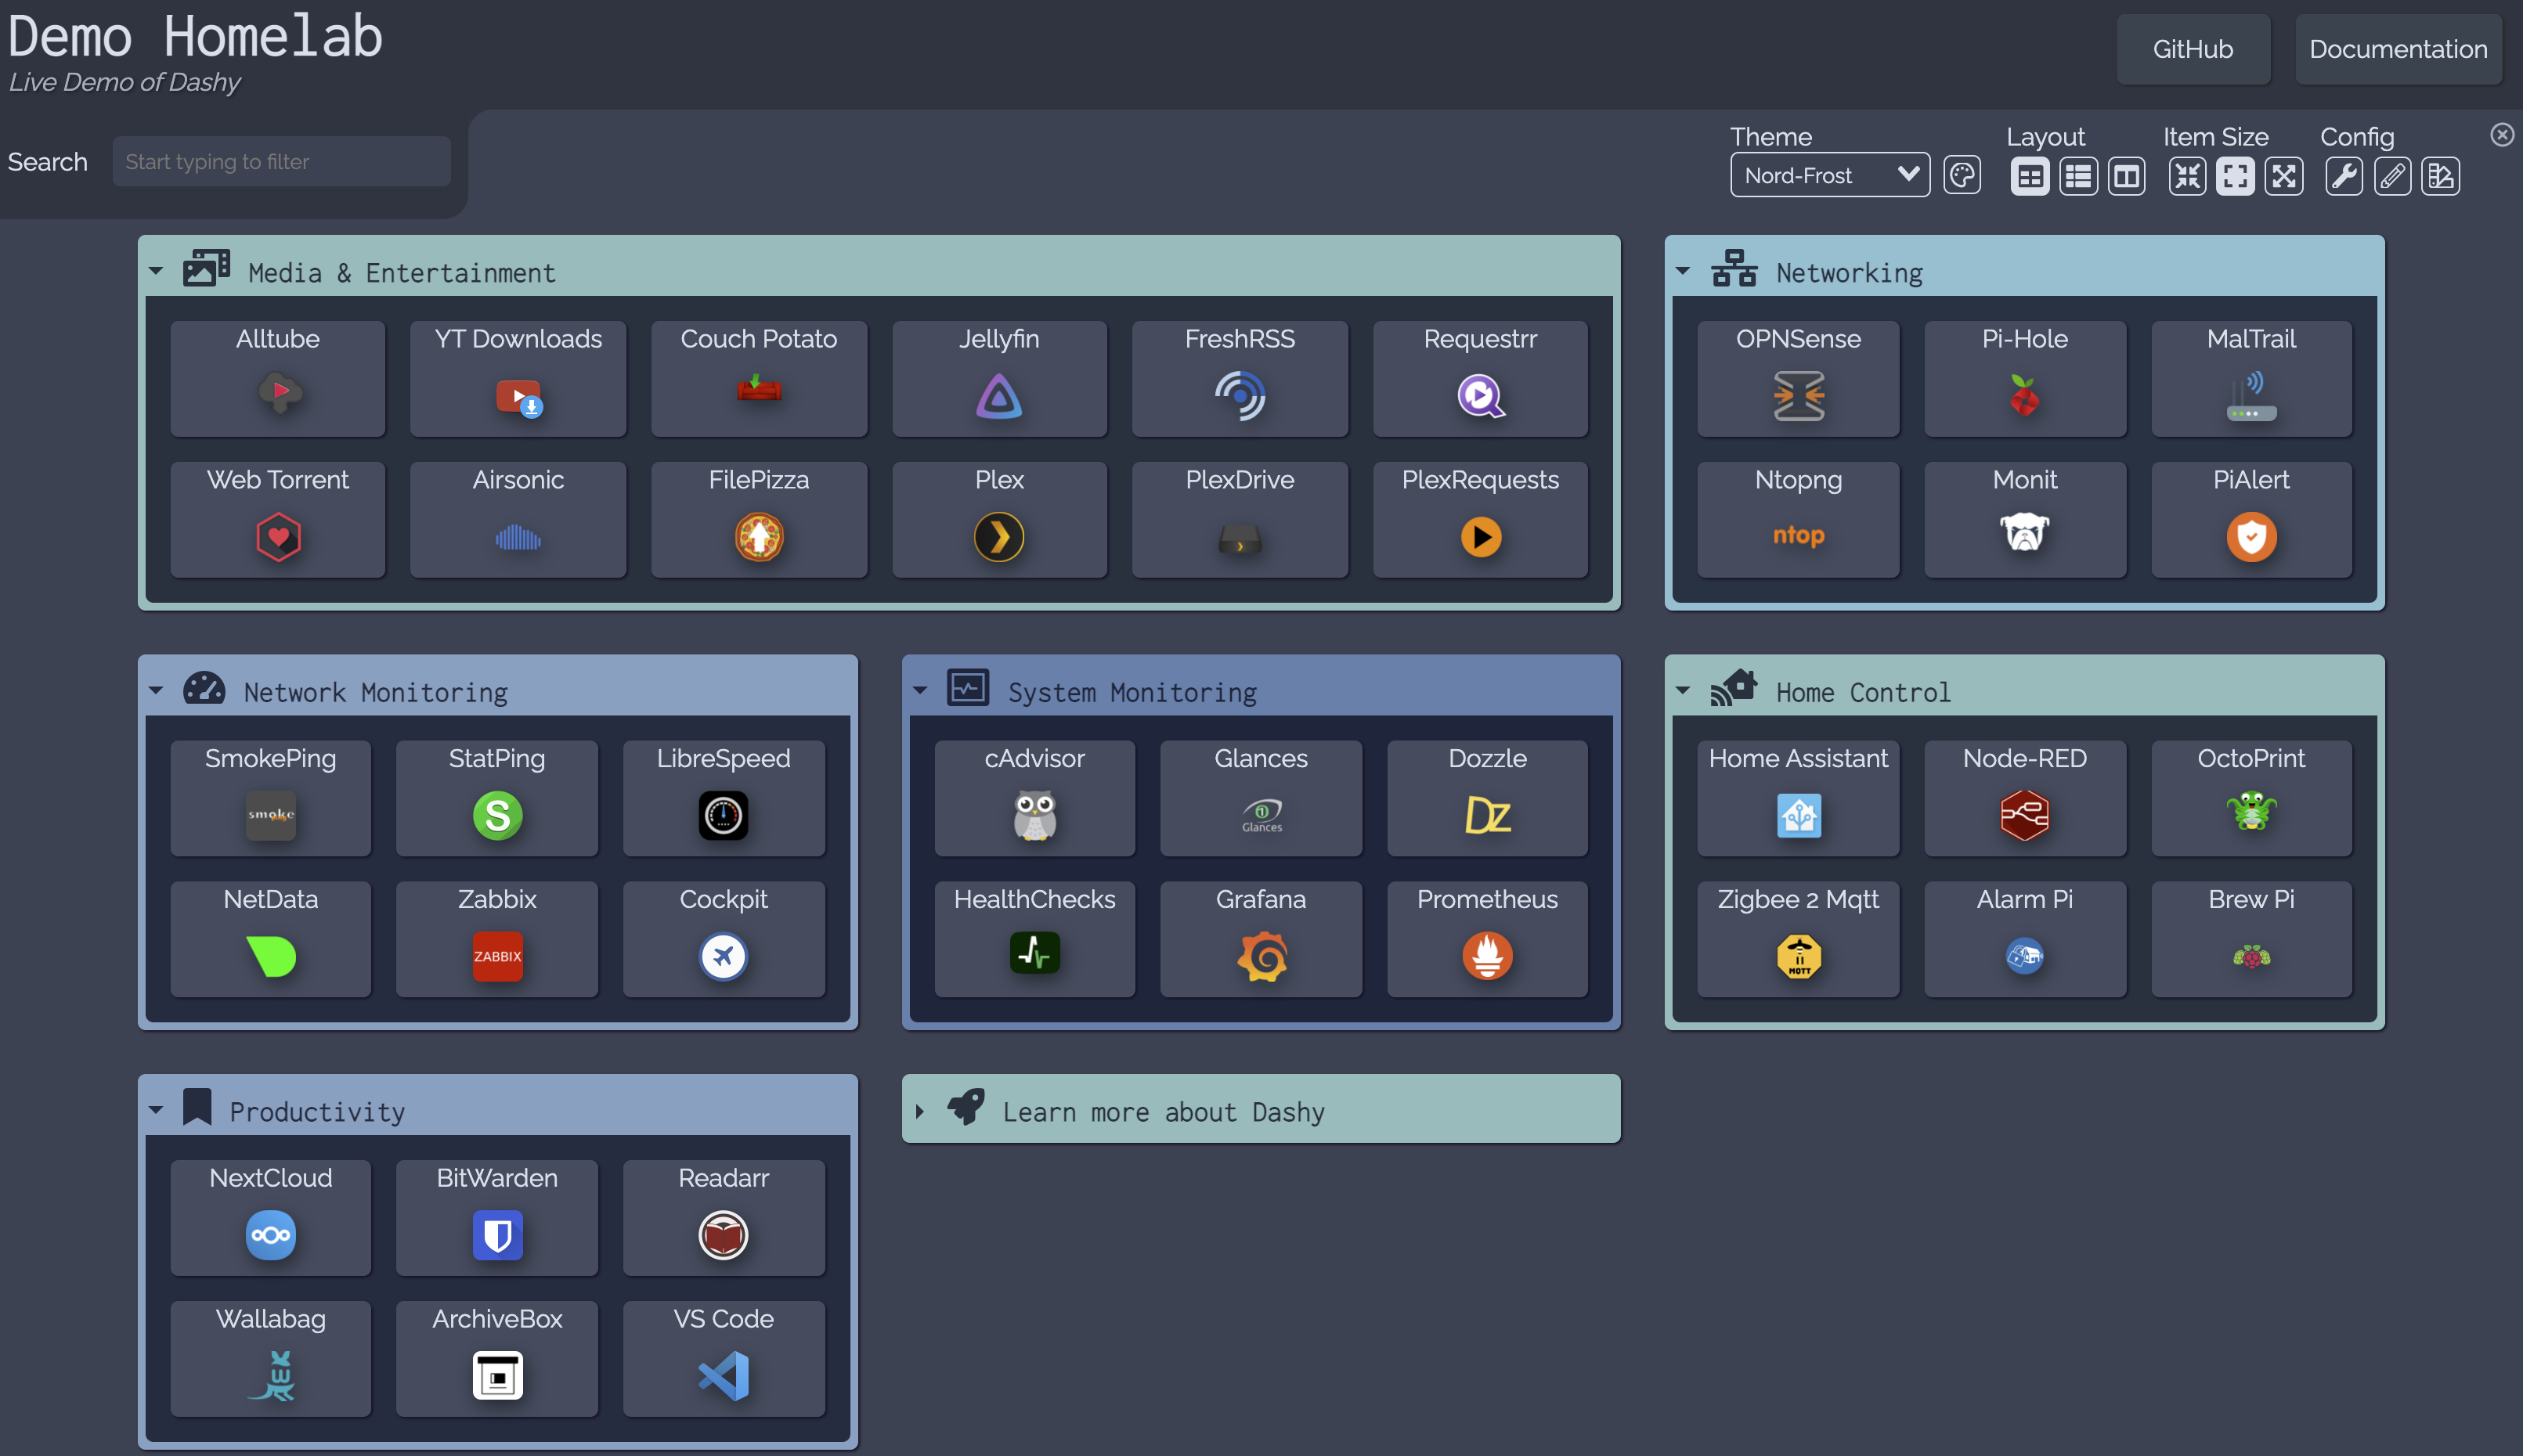 Demo Homelab
Live Demo of Dashy
GitHub
Documentation
Search
Start typing to filter
Theme
Nord-Frost
Layout
Item Size
Config
Media & Entertainment
Alltube
YT Downloads
Couch Potato
Jellyfin
FreshRSS
Requestrr
Web Torrent
Airsonic
FilePizza
Plex
PlexDrive
PlexRequests
Networking
OPNSense
Pi-Hole
MalTrail
Ntopng
ntop
Monit
PiAlert
Network Monitoring
SmokePing
smoke
StatPing
S
LibreSpeed
NetData
Zabbix
ZABBIX
Cockpit
System Monitoring
cAdvisor
Glances
Glances
Dozzle
DZ
HealthChecks
Grafana
Prometheus
Home Control
Home Assistant
Node-RED
OctoPrint
Zigbee 2 Mqtt
MQTT
Alarm Pi
Brew Pi
Productivity
NextCloud
BitWarden
Readarr
Wallabag
ArchiveBox
VS Code
Learn more about Dashy